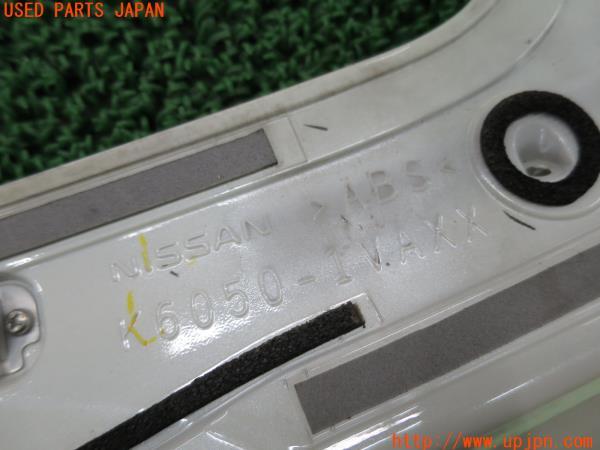 USED PARTS JAPAN
NISSAN >ABS<
K6050-1VAXX
http://www.upjpn.com/